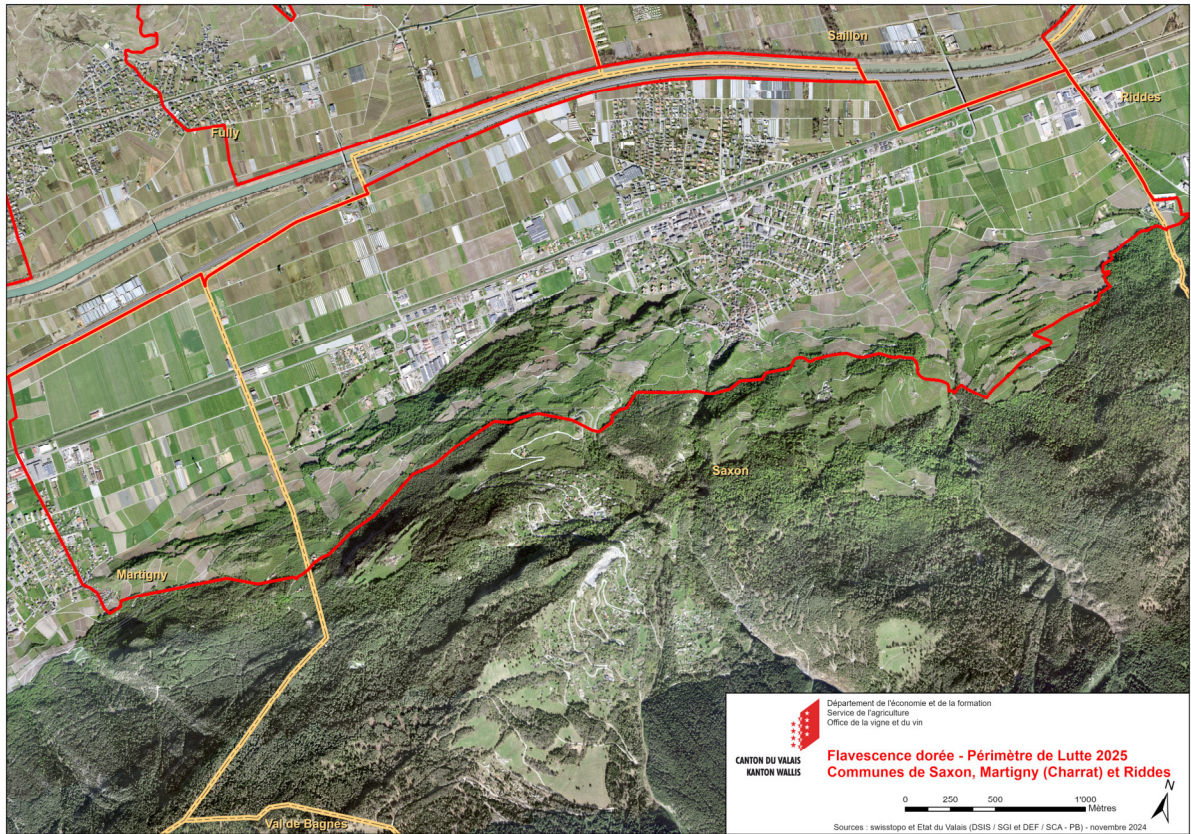 Saillon
Riddes
Fully
Saxon
Martigny
Val de Bagnes
Département de l'économie et de la formation
Service de l'agriculture
Office de la vigne et du vin
CANTON DU VALAIS
KANTON WALLIS
Flavescence dorée - Périmètre de Lutte 2025
Communes de Saxon, Martigny (Charrat) et Riddes
N
0 250 500 1'000
Mètres
Sources : swisstopo et Etat du Valais (DSIS / SGI et DEF / SCA - PB) - novembre 2024